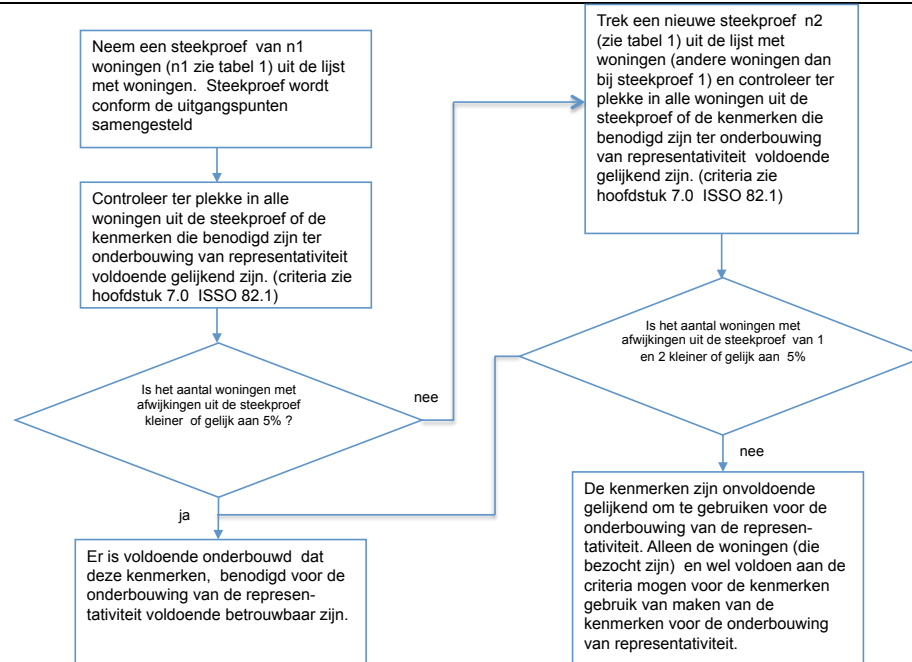 Neem een steekproef van n1
woningen (n1 zie tabel 1) uit de lijst
met woningen. Steekproef wordt
conform de uitgangspunten
samengesteld
Controleer ter plekke in alle
woningen uit de steekproef of de
kenmerken die benodigd zijn ter
onderbouwing van representativiteit
voldoende gelijkend zijn. (criteria zie
hoofdstuk 7.0 ISSO 82.1)
Is het aantal woningen met
afwijkingen uit de steekproef
kleiner of gelijk aan 5% ?
nee
ja
Er is voldoende onderbouwd dat
deze kenmerken, benodigd voor de
onderbouwing van de represen-
tativiteit voldoende betrouwbaar zijn.
Trek een nieuwe steekproef n2
(zie tabel 1) uit de lijst met
woningen (andere woningen dan
bij steekproef 1) en controleer ter
plekke in alle woningen uit de
steekproef of de kenmerken die
benodigd zijn ter onderbouwing
van representativiteit voldoende
gelijkend zijn. (criteria zie
hoofdstuk 7.0 ISSO 82.1)
Is het aantal woningen met
afwijkingen uit de steekproef van 1
en 2 kleiner of gelijk aan 5%
nee
De kenmerken zijn onvoldoende
gelijkend om te gebruiken voor de
onderbouwing van de represen-
tativiteit. Alleen de woningen (die
bezocht zijn) en wel voldoen aan de
criteria mogen voor de kenmerken
gebruik van maken van de
kenmerken voor de onderbouwing
van representativiteit.